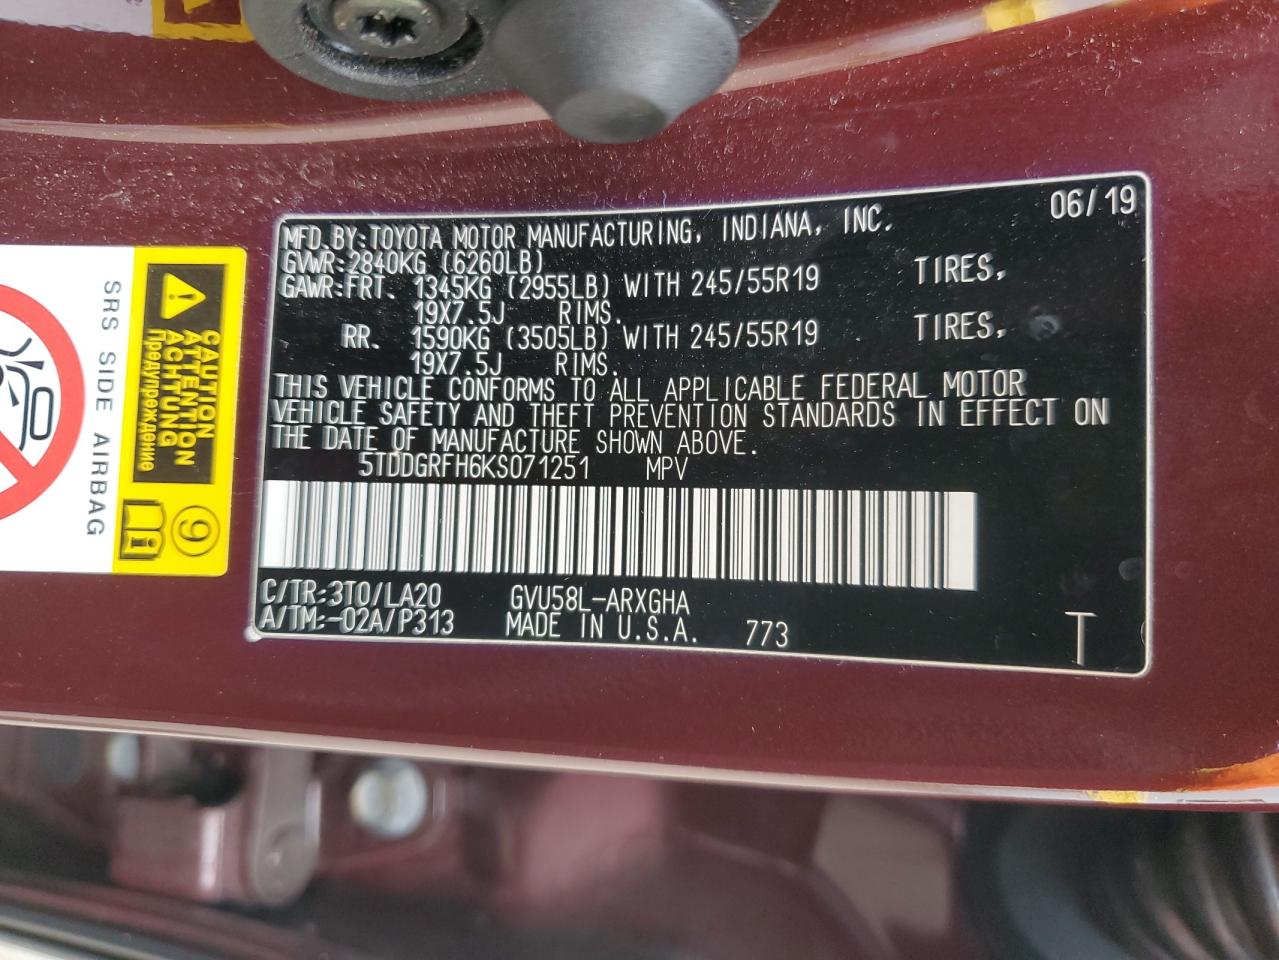 06/19
MFD.BY:TOYOTA MOTOR MANUFACTURING, INDIANA, INC.
GVWR:2840KG (6260LB)
GAWR:FRT. 1345KG (2955LB) WITH 245/55R19 TIRES,
19X7.5J RIMS.
RR. 1590KG (3505LB) WITH 245/55R19 TIRES,
19X7.5J RIMS.
THIS VEHICLE CONFORMS TO ALL APPLICABLE FEDERAL MOTOR
VEHICLE SAFETY AND THEFT PREVENTION STANDARDS IN EFFECT ON
THE DATE OF MANUFACTURE SHOWN ABOVE.
5TDDGRFH6KS071251 MPV
C/TR:3T0/LA20 GVU58L-ARXGHA
A/TM:-02A/P313 MADE IN U.S.A. 773 T
CAUTION
ATTENTION
ACHTUNG
Предупреждение
9
SRS SIDE AIRBAG